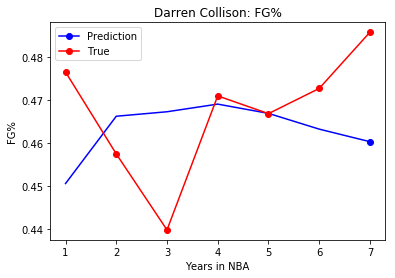 Darren Collison: FG%
Prediction
True
0.48
0.47
0.46
0.45
0.44
FG%
1 2 3 4 5 6 7
Years in NBA